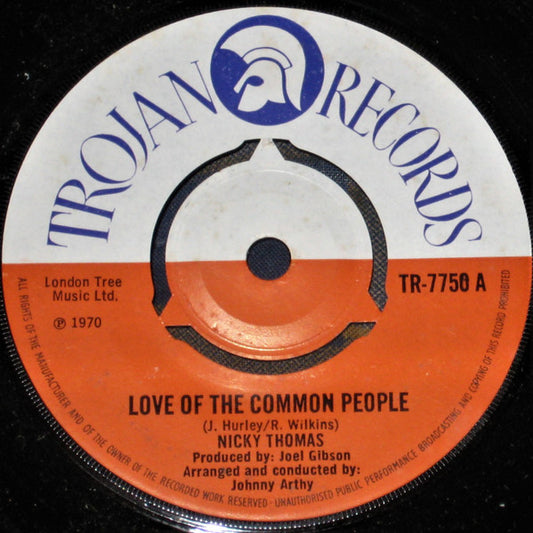 TROJAN RECORDS
London Tree
Music Ltd.
℗ 1970
TR-7750 A
LOVE OF THE COMMON PEOPLE
(J. Hurley/R. Wilkins)
NICKY THOMAS
Produced by: Joel Gibson
Arranged and conducted by:
Johnny Arthy
ALL RIGHTS OF THE MANUFACTURER AND OF THE OWNER OF THE RECORDED WORK RESERVED - UNAUTHORISED PUBLIC PERFORMANCE BROADCASTING AND COPYING OF THIS RECORD PROHIBITED